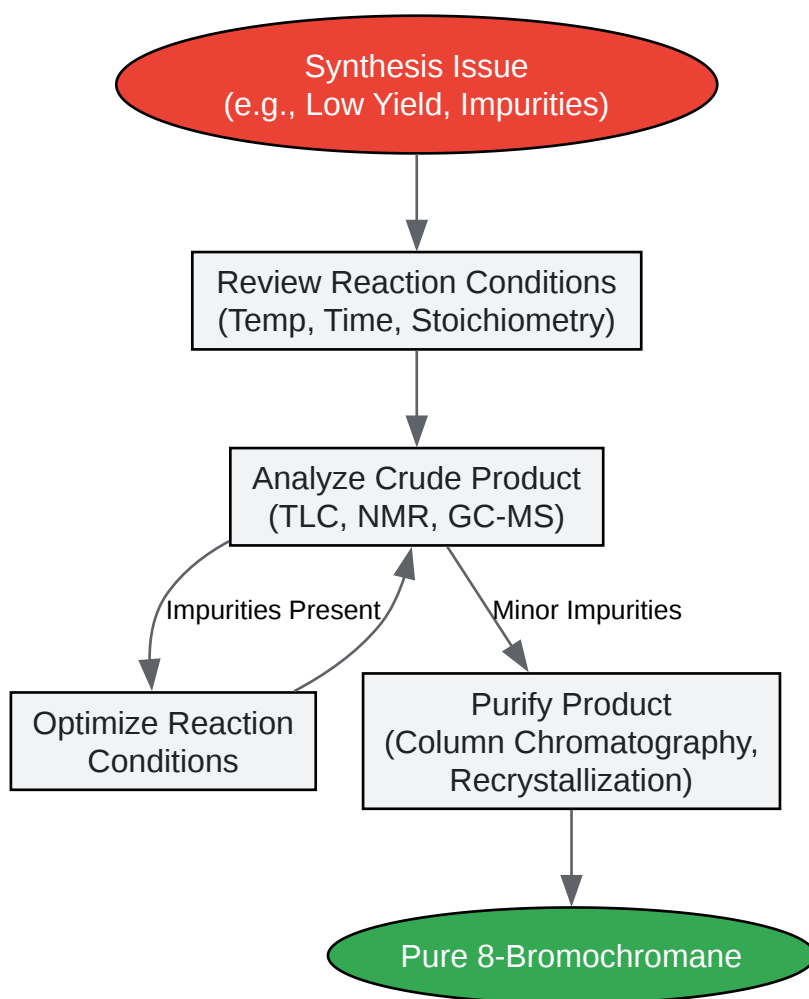 Synthesis Issue
(e.g., Low Yield, Impurities)
Review Reaction Conditions
(Temp, Time, Stoichiometry)
Analyze Crude Product
(TLC, NMR, GC-MS)
Impurities Present
Minor Impurities
Optimize Reaction
Conditions
Purify Product
(Column Chromatography,
Recrystallization)
Pure 8-Bromochromane